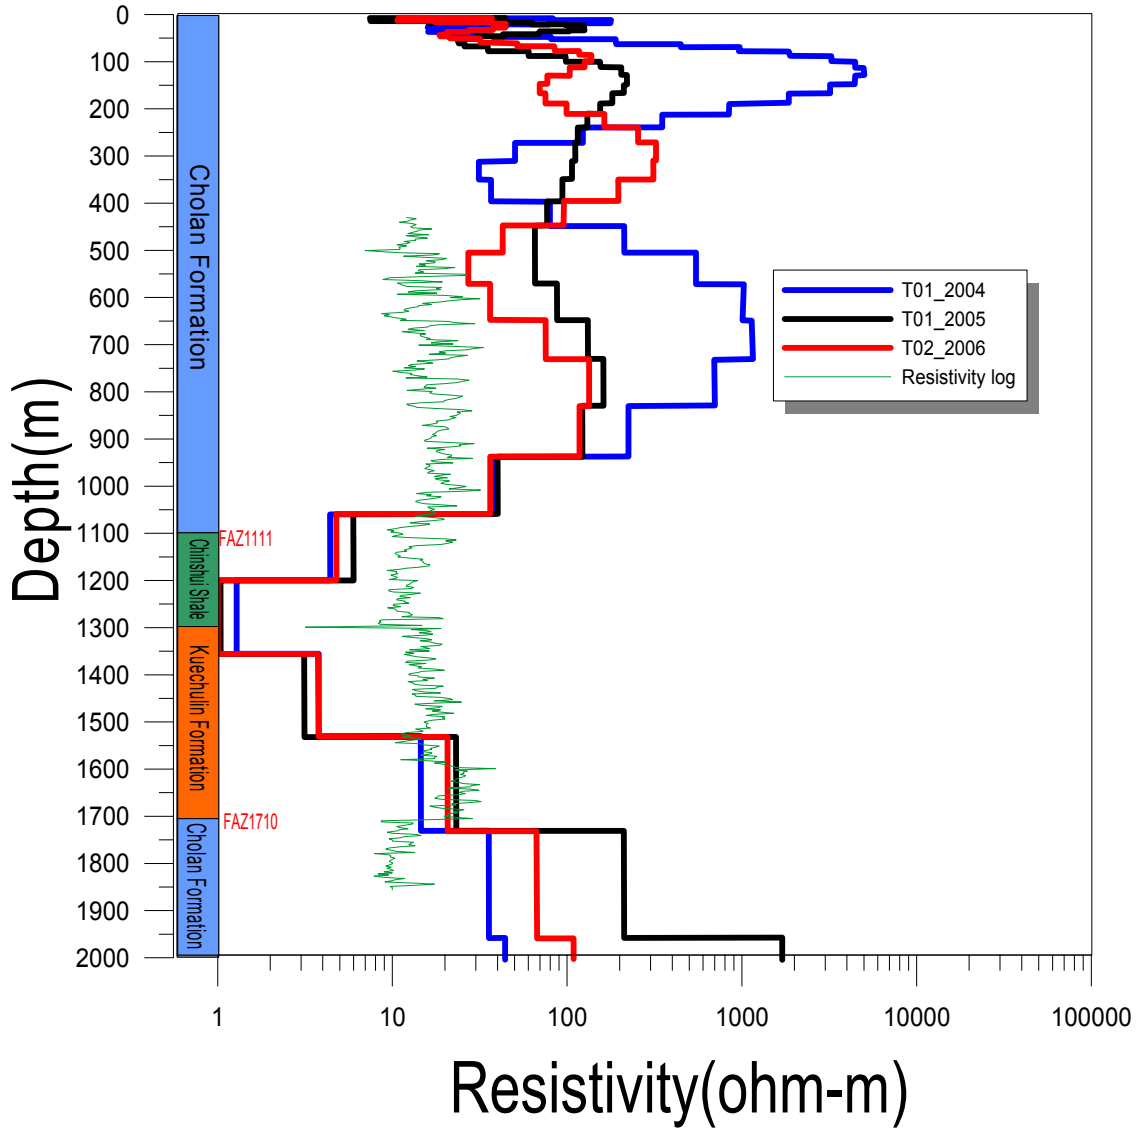 0
100
200
300
400
500
600
700
800
900
1000
1100
1200
1300
1400
1500
1600
1700
1800
1900
2000
Depth(m)
Cholan Formation
Chinshui Shale
Kuechulin Formation
Cholan Formation
FAZ1111
FAZ1710
T01_2004
T01_2005
T02_2006
Resistivity log
1 10 100 1000 10000 100000
Resistivity(ohm-m)